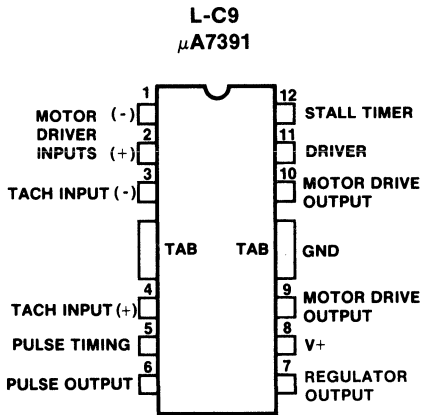 L-C9
μA7391
1
12
MOTOR (-)
STALL TIMER
DRIVER
2
11
INPUTS (+)
DRIVER
3
10
TACH INPUT (-)
MOTOR DRIVE
OUTPUT
TAB
TAB
GND
4
9
TACH INPUT (+)
MOTOR DRIVE
OUTPUT
5
8
PULSE TIMING
V+
6
7
PULSE OUTPUT
REGULATOR
OUTPUT